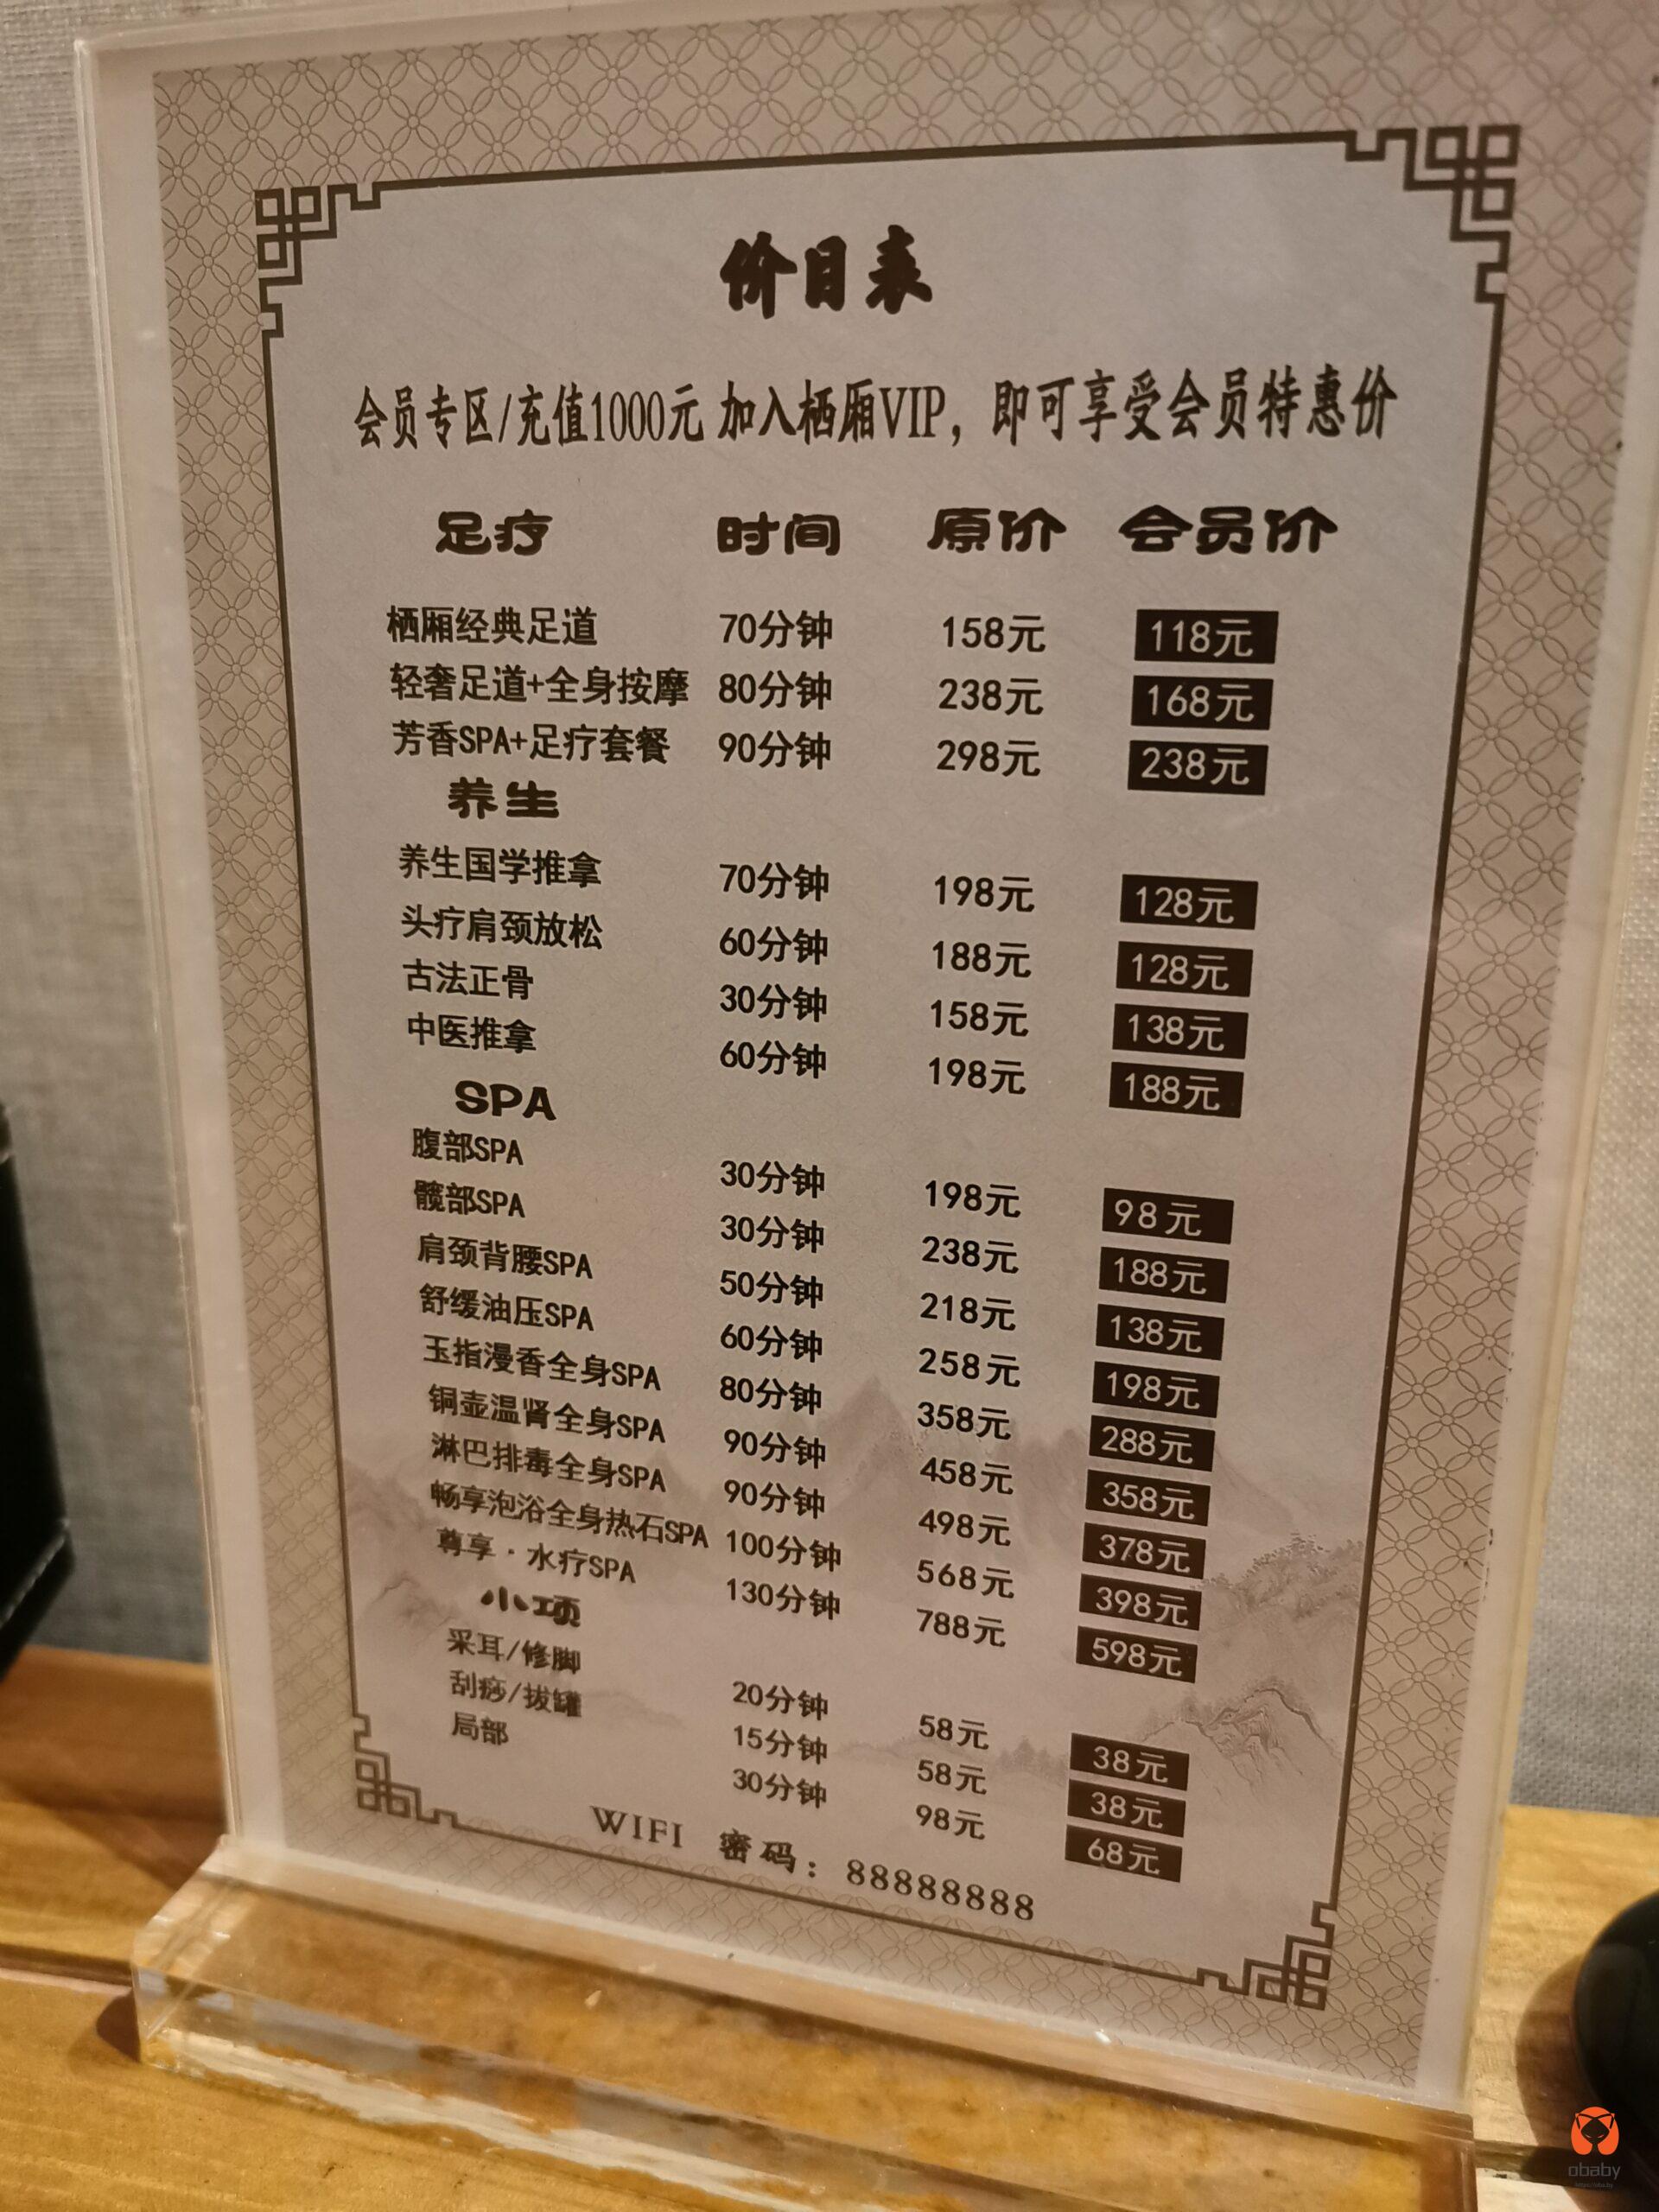 价目表
会员专区/充值1000元 加入栖厢VIP，即可享受会员特惠价
足疗 时间 原价 会员价
栖厢经典足道 70分钟 158元 118元
轻奢足道+全身按摩 80分钟 238元 168元
芳香SPA+足疗套餐 90分钟 298元 238元
养生
养生国学推拿 70分钟 198元 128元
头疗肩颈放松 60分钟 188元 128元
古法正骨 30分钟 158元 138元
中医推拿 60分钟 198元 188元
SPA
腹部SPA 30分钟 198元 98元
髋部SPA 30分钟 238元 188元
肩颈背腰SPA 50分钟 218元 138元
舒缓油压SPA 60分钟 258元 198元
玉指漫香全身SPA 80分钟 358元 288元
铜壶温肾全身SPA 90分钟 458元 358元
淋巴排毒全身SPA 90分钟 498元 378元
畅享泡浴全身热石SPA 100分钟 568元 398元
尊享·水疗SPA 130分钟 788元 598元
小项
采耳/修脚 20分钟 58元 38元
刮痧/拔罐 15分钟 58元 38元
局部 30分钟 98元 68元
WIFI 密码：88888888
obaby